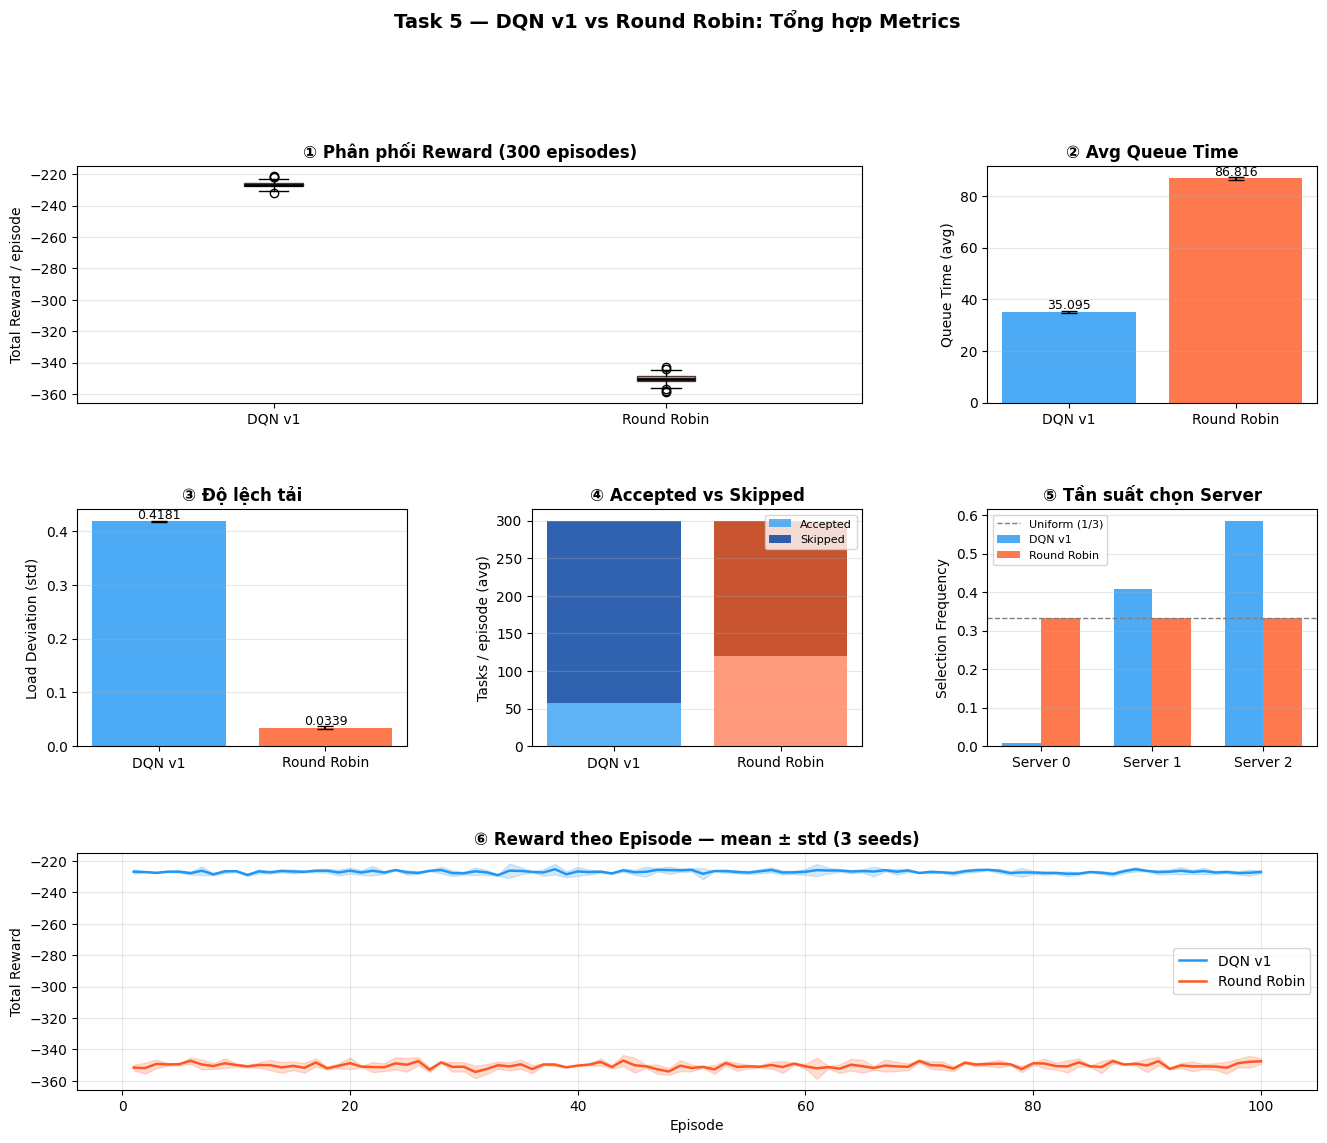 Task 5 — DQN v1 vs Round Robin: Tổng hợp Metrics
① Phân phối Reward (300 episodes)
Total Reward / episode
−220
−240
−260
−280
−300
−320
−340
−360
DQN v1
Round Robin
② Avg Queue Time
Queue Time (avg)
80
60
40
20
0
86.816
35.095
DQN v1
Round Robin
③ Độ lệch tải
Load Deviation (std)
0.4
0.3
0.2
0.1
0.0
0.4181
0.0339
DQN v1
Round Robin
④ Accepted vs Skipped
Tasks / episode (avg)
300
250
200
150
100
50
0
Accepted
Skipped
DQN v1
Round Robin
⑤ Tần suất chọn Server
Selection Frequency
0.6
0.5
0.4
0.3
0.2
0.1
0.0
Uniform (1/3)
DQN v1
Round Robin
Server 0
Server 1
Server 2
⑥ Reward theo Episode — mean ± std (3 seeds)
Total Reward
−220
−240
−260
−280
−300
−320
−340
−360
DQN v1
Round Robin
0
20
40
60
80
100
Episode